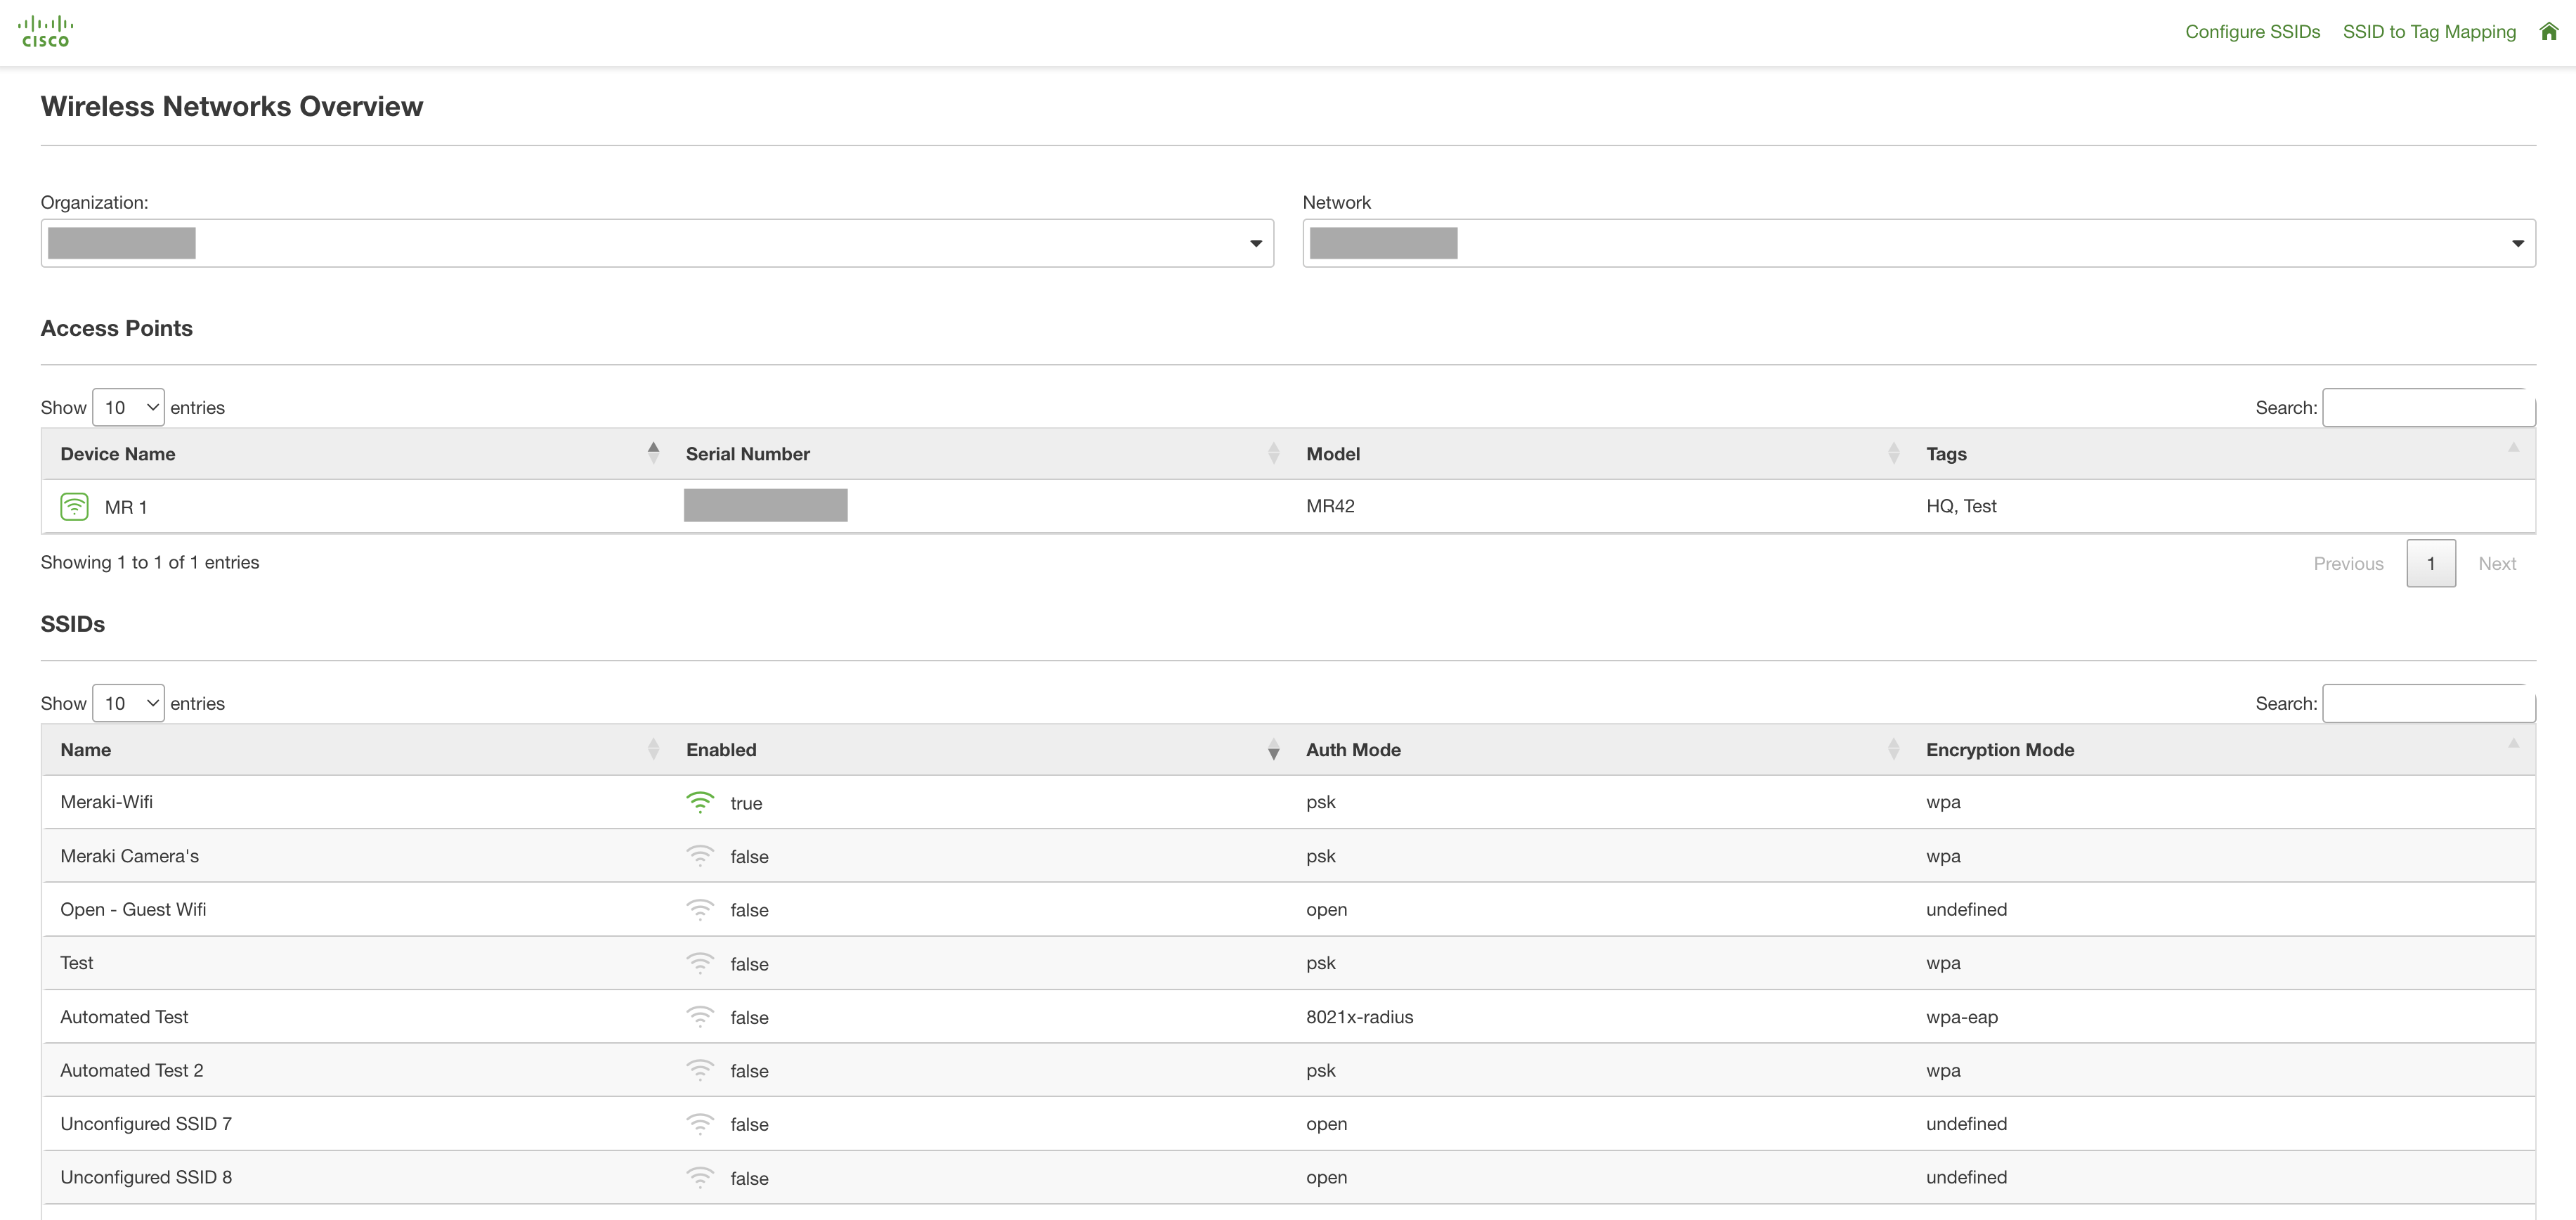 CISCO
Configure SSIDs SSID to Tag Mapping
Wireless Networks Overview
Organization: Network
Access Points
Show 10 entries Search:
Device Name Serial Number Model Tags
MR 1 MR42 HQ, Test
Showing 1 to 1 of 1 entries Previous 1 Next
SSIDs
Show 10 entries Search:
Name Enabled Auth Mode Encryption Mode
Meraki-Wifi true psk wpa
Meraki Camera's false psk wpa
Open - Guest Wifi false open undefined
Test false psk wpa
Automated Test false 8021x-radius wpa-eap
Automated Test 2 false psk wpa
Unconfigured SSID 7 false open undefined
Unconfigured SSID 8 false open undefined